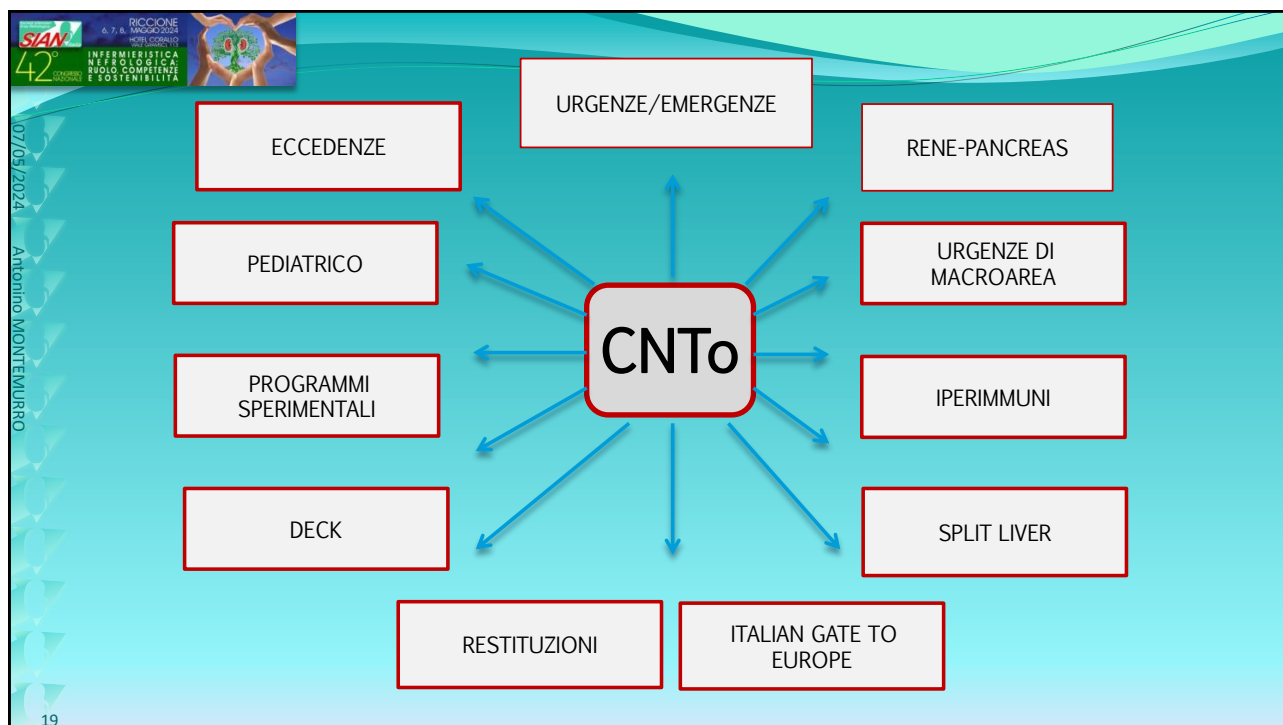 SIAN
42°
CONGRESSO
NAZIONALE
RICCIONE
6, 7, 8, MAGGIO 2024
HOTEL CORALLO
INFERMIERISTICA
NEFROLOGICA:
RUOLO, COMPETENZE
E SOSTENIBILITÀ
07/05/2024
Antonino MONTEMURRO
URGENZE/EMERGENZE
ECCEDENZE
RENE-PANCREAS
PEDIATRICO
URGENZE DI
MACROAREA
CNTo
PROGRAMMI
SPERIMENTALI
IPERIMMUNI
DECK
SPLIT LIVER
RESTITUZIONI
ITALIAN GATE TO
EUROPE
19